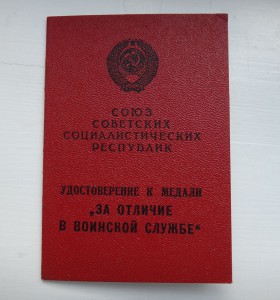 СОЮЗ
СОВЕТСКИХ
СОЦИАЛИСТИЧЕСКИХ
РЕСПУБЛИК
УДОСТОВЕРЕНИЕ К МЕДАЛИ
„ЗА ОТЛИЧИЕ
В ВОИНСКОЙ СЛУЖБЕ“